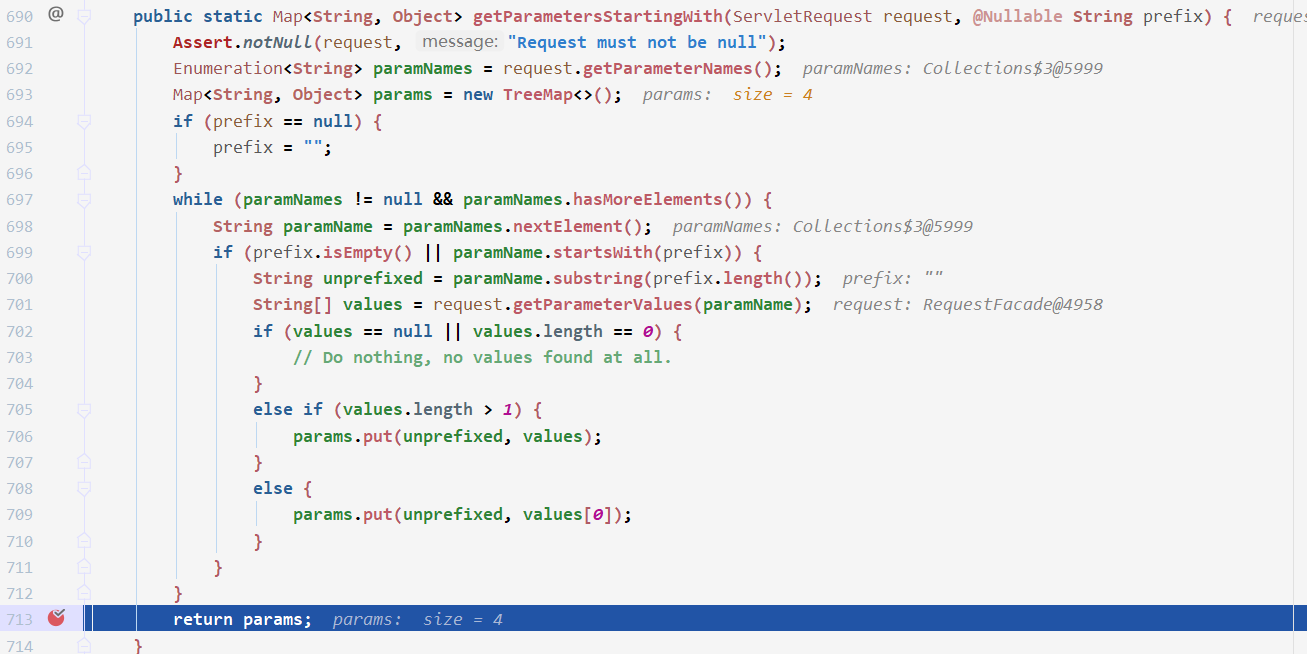 690 @ public static Map<String, Object> getParametersStartingWith(ServletRequest request, @Nullable String prefix) { reques
691 Assert.notNull(request, message: "Request must not be null");
692 Enumeration<String> paramNames = request.getParameterNames(); paramNames: Collections$3@5999
693 Map<String, Object> params = new TreeMap<>(); params: size = 4
694 if (prefix == null) {
695 prefix = "";
696 }
697 while (paramNames != null && paramNames.hasMoreElements()) {
698 String paramName = paramNames.nextElement(); paramNames: Collections$3@5999
699 if (prefix.isEmpty() || paramName.startsWith(prefix)) {
700 String unprefixed = paramName.substring(prefix.length()); prefix: ""
701 String[] values = request.getParameterValues(paramName); request: RequestFacade@4958
702 if (values == null || values.length == 0) {
703 // Do nothing, no values found at all.
704 }
705 else if (values.length > 1) {
706 params.put(unprefixed, values);
707 }
708 else {
709 params.put(unprefixed, values[0]);
710 }
711 }
712 }
713 return params; params: size = 4
714 }